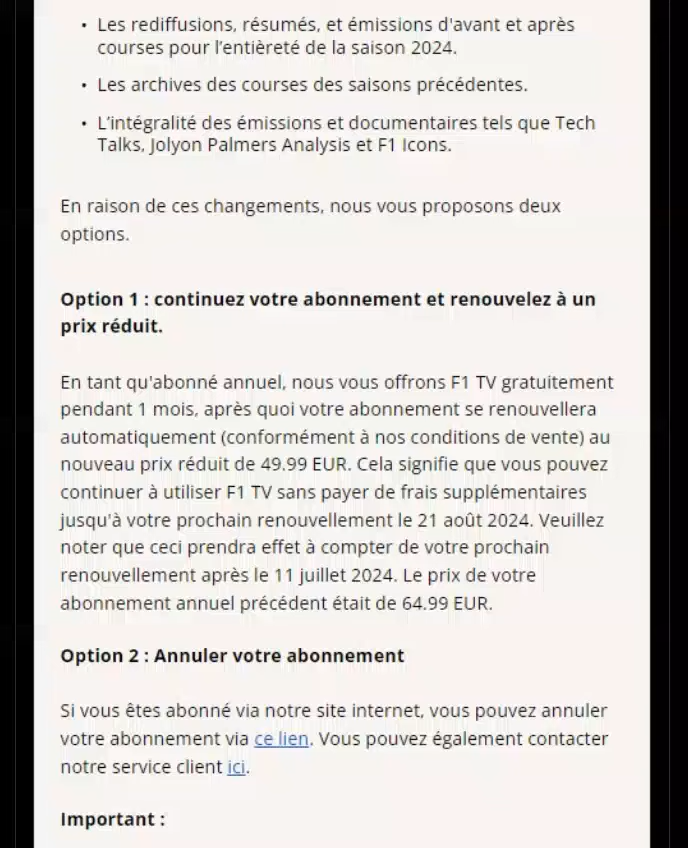 • Les rediffusions, résumés, et émissions d'avant et après
courses pour l’entièreté de la saison 2024.
• Les archives des courses des saisons précédentes.
• L’intégralité des émissions et documentaires tels que Tech
Talks, Jolyon Palmers Analysis et F1 Icons.
En raison de ces changements, nous vous proposons deux
options.
Option 1 : continuez votre abonnement et renouvelez à un
prix réduit.
En tant qu'abonné annuel, nous vous offrons F1 TV gratuitement
pendant 1 mois, après quoi votre abonnement se renouvellera
automatiquement (conformément à nos conditions de vente) au
nouveau prix réduit de 49.99 EUR. Cela signifie que vous pouvez
continuer à utiliser F1 TV sans payer de frais supplémentaires
jusqu'à votre prochain renouvellement le 21 août 2024. Veuillez
noter que ceci prendra effet à compter de votre prochain
renouvellement après le 11 juillet 2024. Le prix de votre
abonnement annuel précédent était de 64.99 EUR.
Option 2 : Annuler votre abonnement
Si vous êtes abonné via notre site internet, vous pouvez annuler
votre abonnement via ce lien. Vous pouvez également contacter
notre service client ici.
Important :